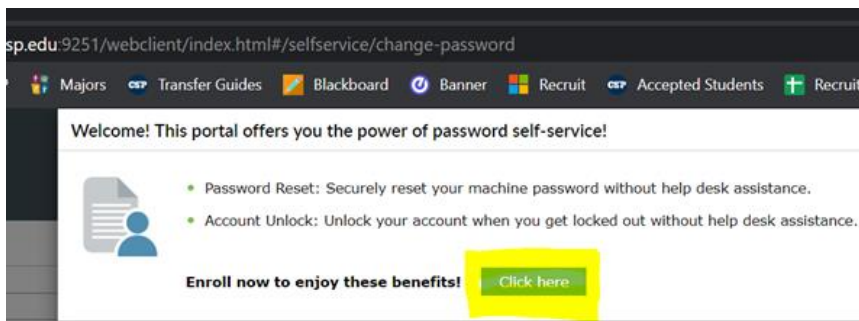 sp.edu:9251/webclient/index.html#/selfservice/change-password
Majors CSP Transfer Guides Blackboard Banner Recruit CSP Accepted Students Recruit
Welcome! This portal offers you the power of password self-service!
Password Reset: Securely reset your machine password without help desk assistance.
Account Unlock: Unlock your account when you get locked out without help desk assistance.
Enroll now to enjoy these benefits! Click here